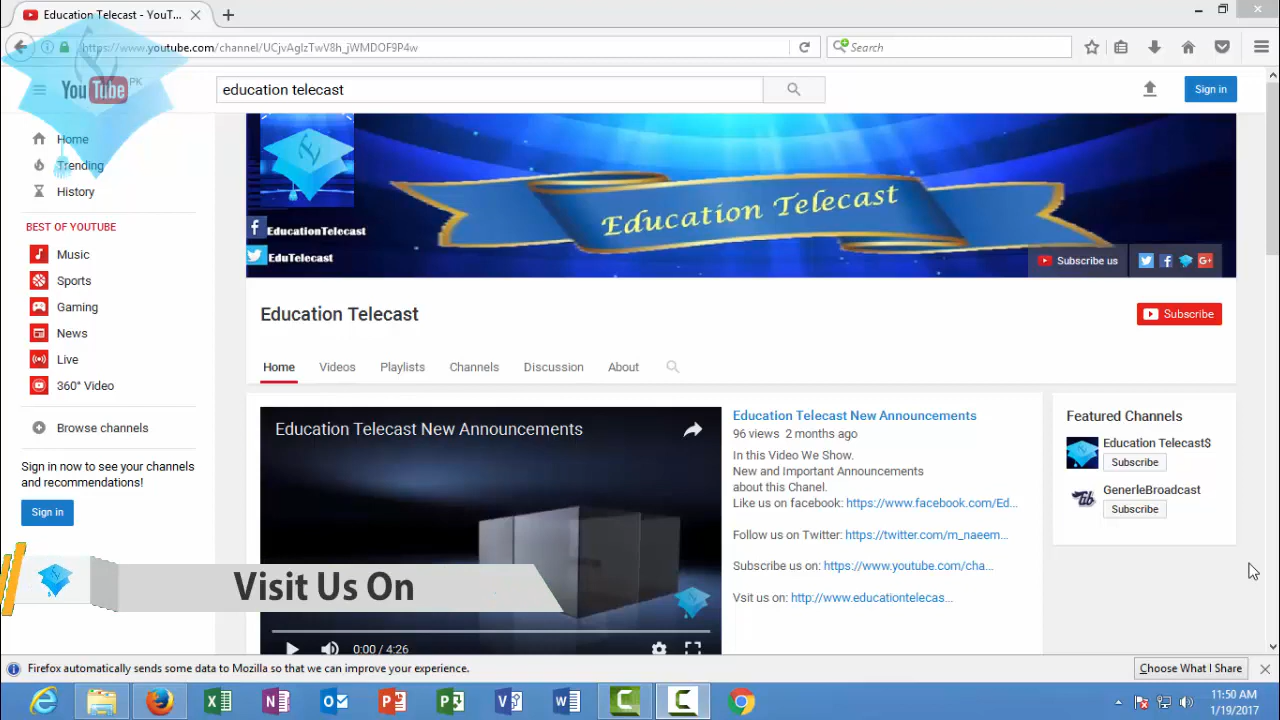 Education Telecast - YouT...
https://www.youtube.com/channel/UCjvAgIzTwV8h_jWMDOF9P4w
Search
YouTube PK
education telecast
Sign in
Home
Trending
History
BEST OF YOUTUBE
Music
Sports
Gaming
News
Live
360° Video
Browse channels
Sign in now to see your channels
and recommendations!
Sign in
Education Telecast
EducationTelecast
EduTelecast
Subscribe us
Education Telecast
Subscribe
Home
Videos
Playlists
Channels
Discussion
About
Education Telecast New Announcements
0:00 / 4:26
Education Telecast New Announcements
96 views 2 months ago
In this Video We Show.
New and Important Announcements
about this Chanel.
Like us on facebook: https://www.facebook.com/Ed...
Follow us on Twitter: https://twitter.com/m_naeem...
Subscribe us on: https://www.youtube.com/cha...
Vsit us on: http://www.educationtelecas...
Featured Channels
Education Telecast$
Subscribe
GenerleBroadcast
Subscribe
Visit Us On
Firefox automatically sends some data to Mozilla so that we can improve your experience.
Choose What I Share
11:50 AM
1/19/2017